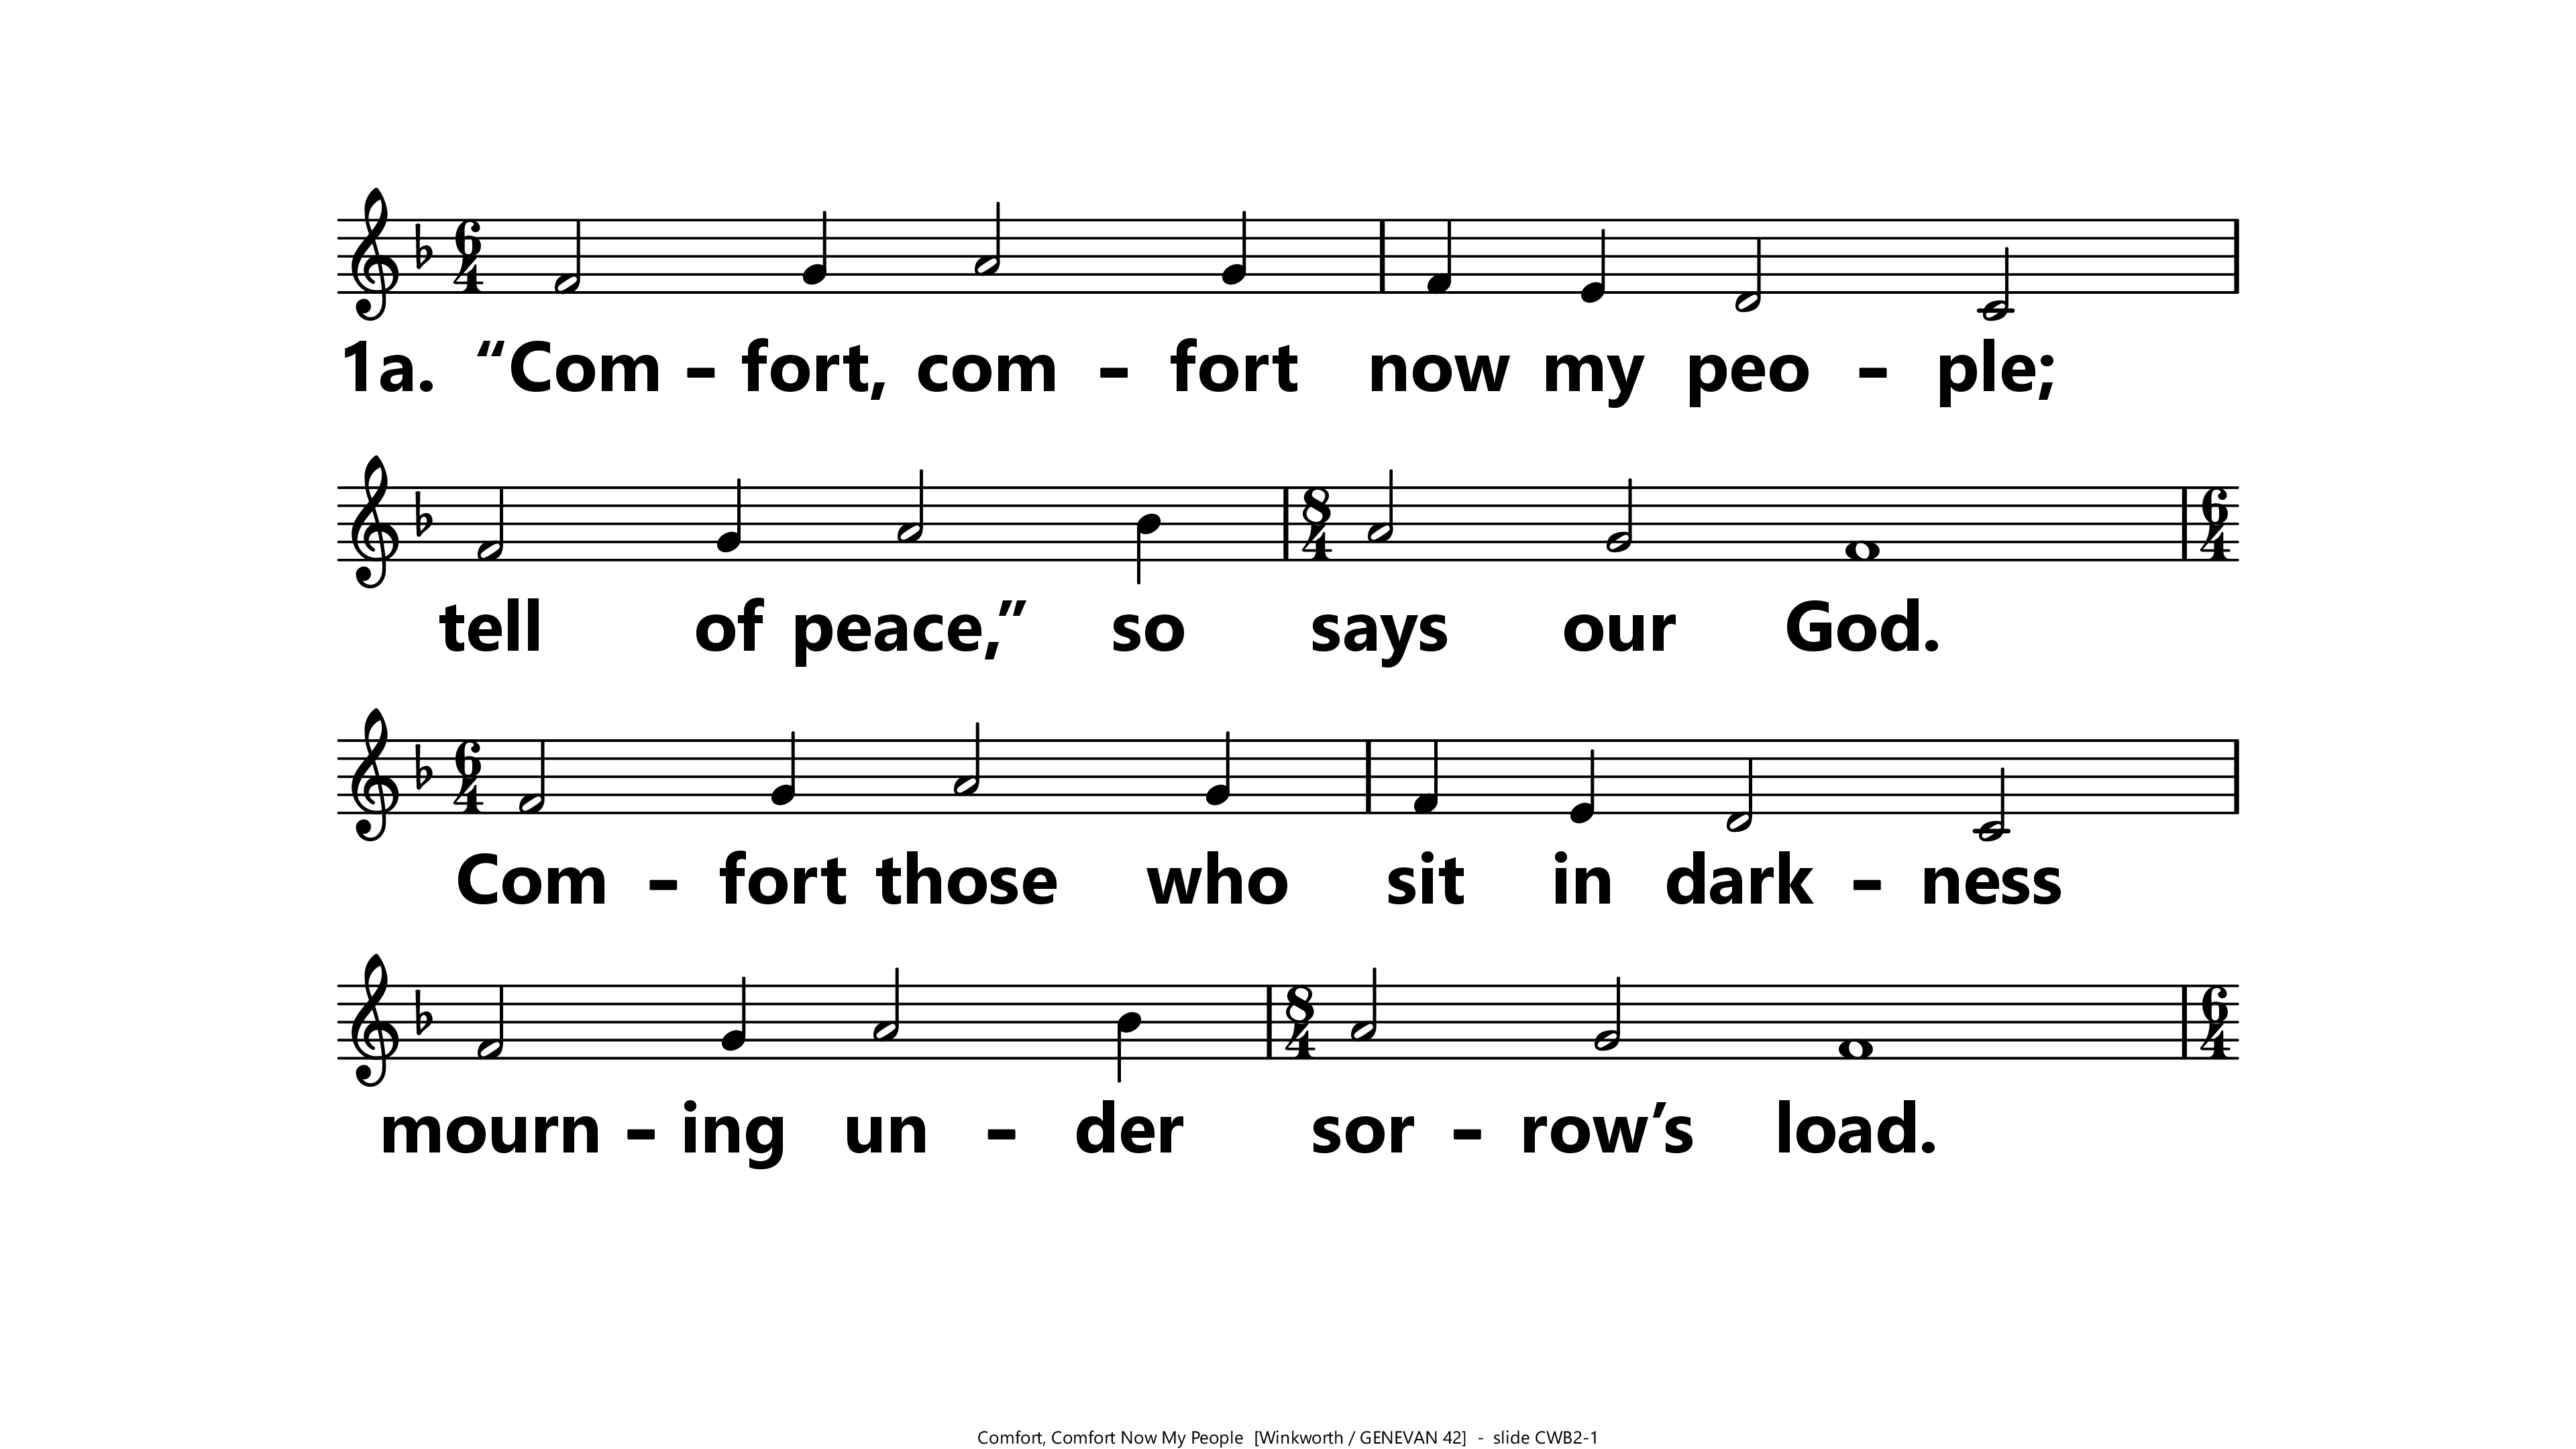 1a. “Com – fort, com – fort now my peo – ple;
tell of peace,” so says our God.
Com – fort those who sit in dark – ness
mourn – ing un – der sor – row’s load.
Comfort, Comfort Now My People [Winkworth / GENEVAN 42] - slide CWB2-1